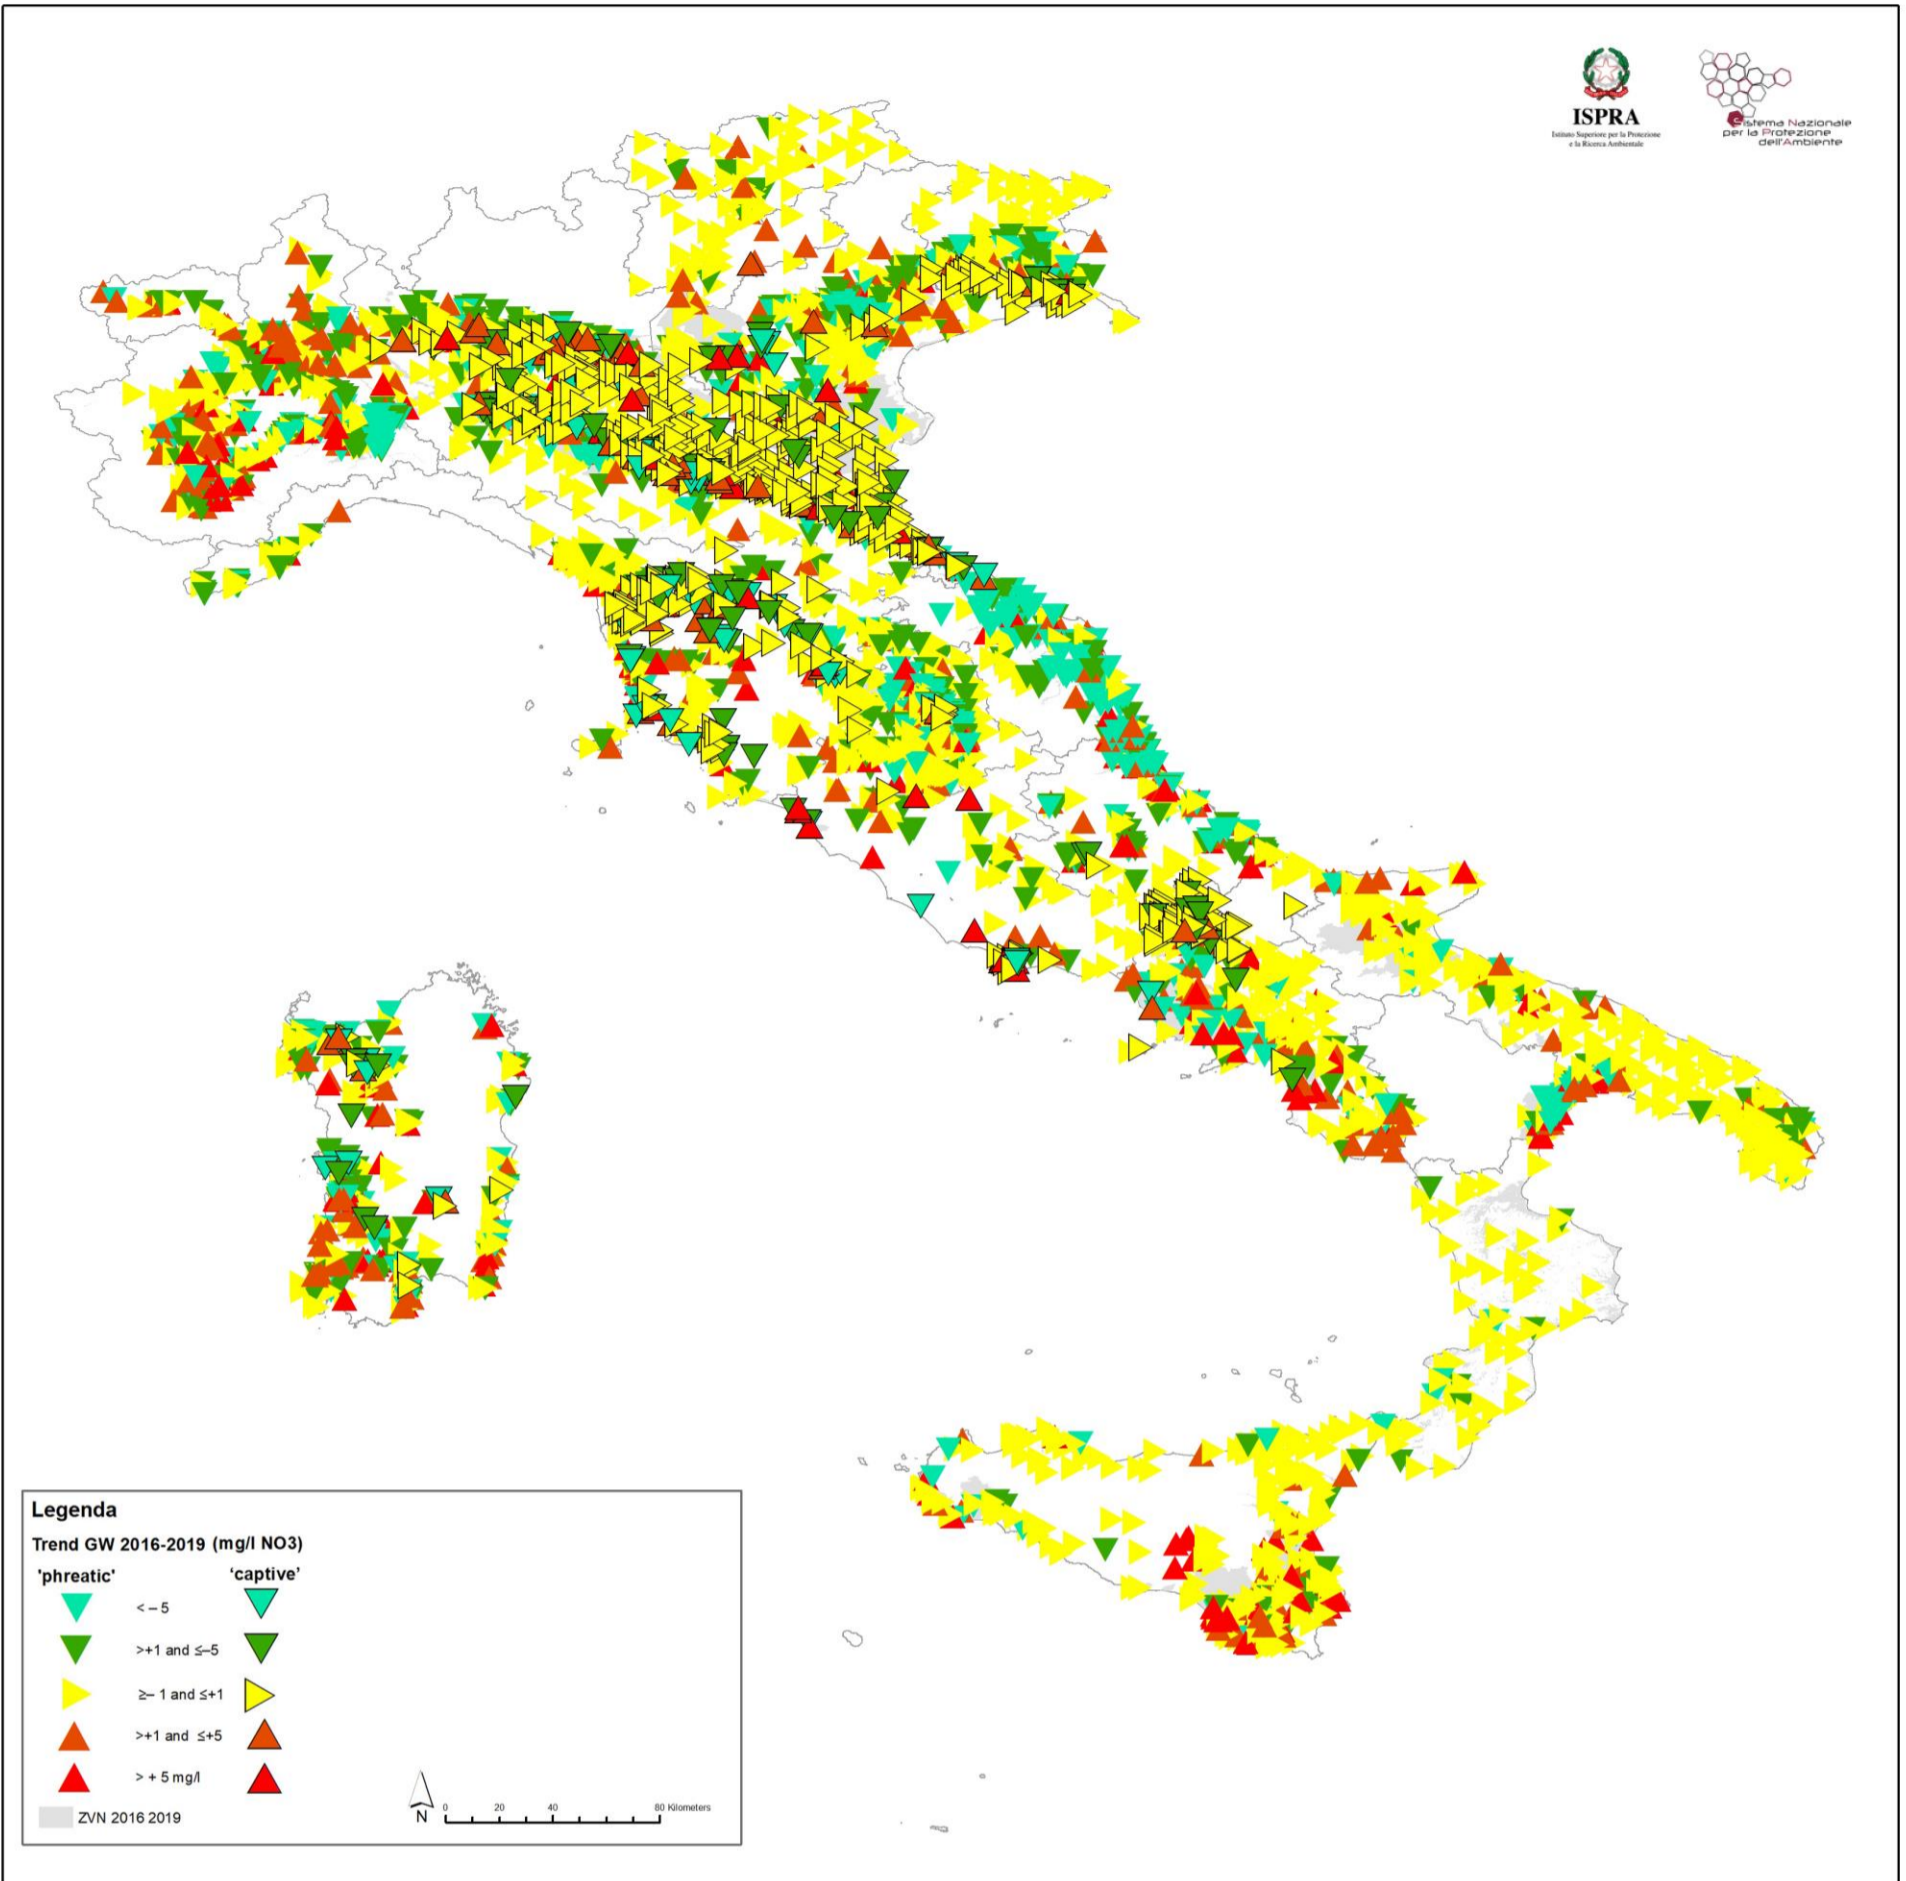 ISPRA
Istituto Superiore per la Protezione
e la Ricerca Ambientale
Sistema Nazionale
per la Protezione
dell'Ambiente
Legenda
Trend GW 2016-2019 (mg/l NO3)
'phreatic' ‘captive’
< – 5
>+1 and ≤–5
≥– 1 and ≤+1
>+1 and ≤+5
> + 5 mg/l
ZVN 2016 2019
N
0 20 40 80 Kilometers